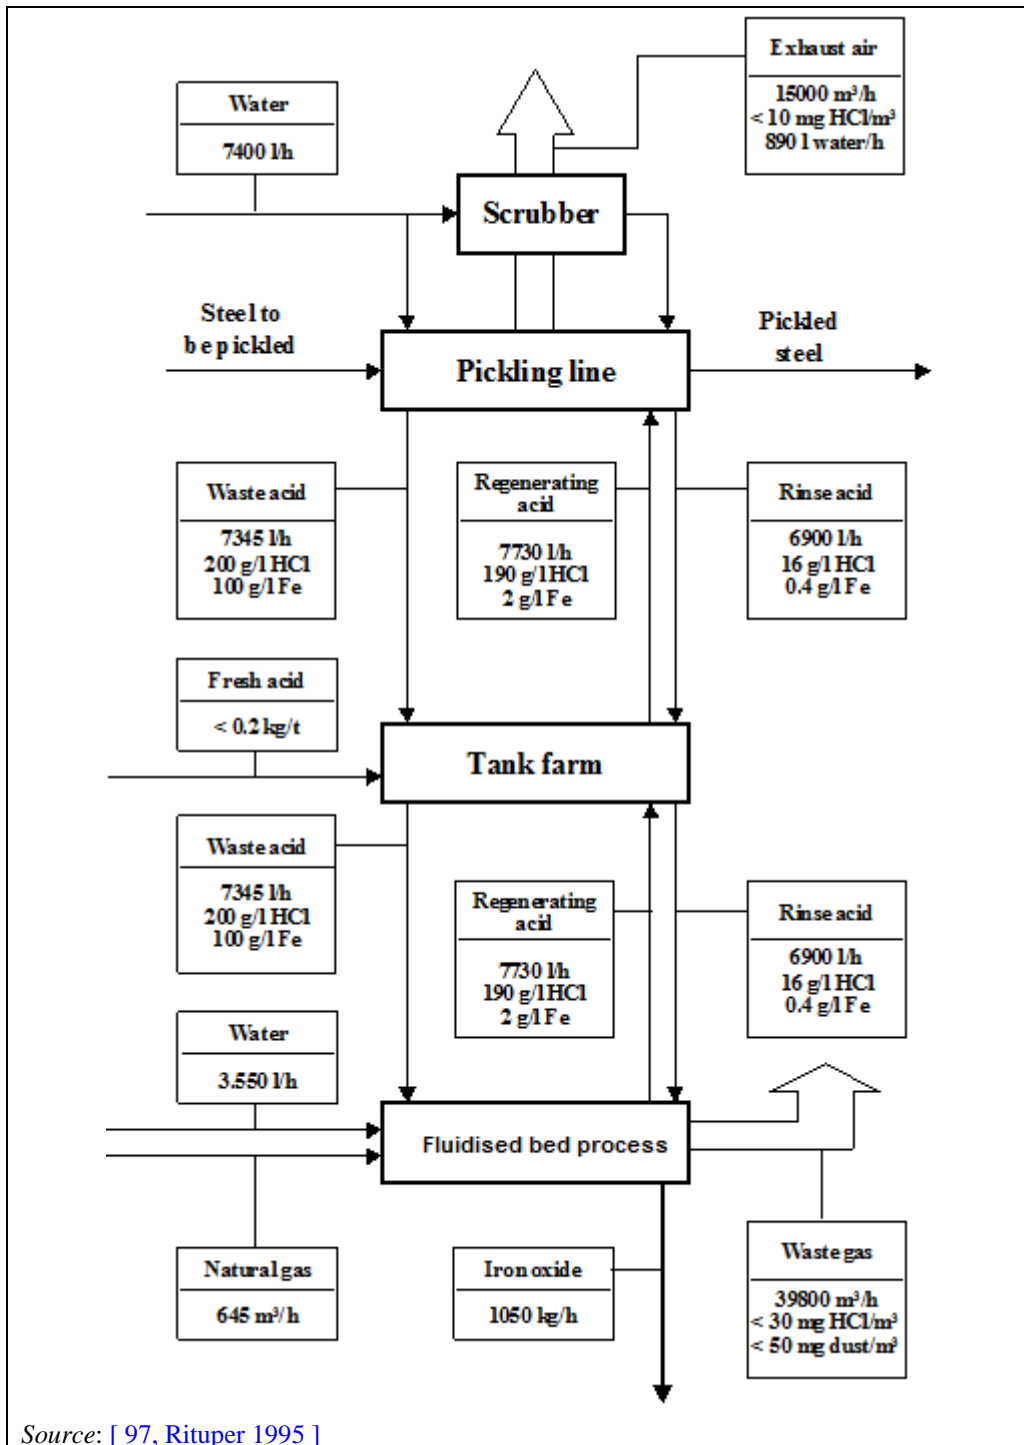 Exhaust air
15000 m³/h
< 10 mg HCl/m³
890 l water/h
Water
7400 l/h
Scrubber
Steel to
be pickled
Pickled
steel
Pickling line
Waste acid
7345 l/h
200 g/l HCl
100 g/l Fe
Regenerating
acid
7730 l/h
190 g/l HCl
2 g/l Fe
Rinse acid
6900 l/h
16 g/l HCl
0.4 g/l Fe
Fresh acid
< 0.2 kg/t
Tank farm
Waste acid
7345 l/h
200 g/l HCl
100 g/l Fe
Regenerating
acid
7730 l/h
190 g/l HCl
2 g/l Fe
Rinse acid
6900 l/h
16 g/l HCl
0.4 g/l Fe
Water
3.550 l/h
Fluidised bed process
Natural gas
645 m³/h
Iron oxide
1050 kg/h
Waste gas
39800 m³/h
< 30 mg HCl/m³
< 50 mg dust/m³
Source: [ 97, Rituper 1995 ]